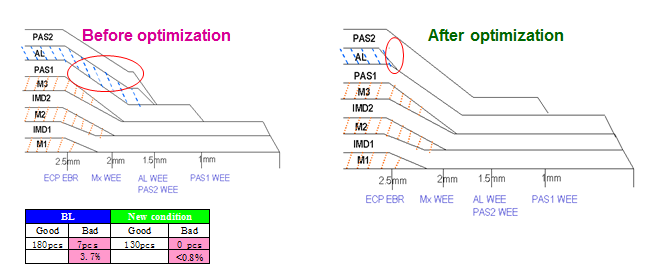 Before optimization
PAS2
AL
PAS1
M3
IMD2
M2
IMD1
M1
2.5mm 2mm 1.5mm 1mm
ECP EBR Mx WEE AL WEE PAS1 WEE
PAS2 WEE
After optimization
PAS2
AL
PAS1
M3
IMD2
M2
IMD1
M1
2.5mm 2mm 1.5mm 1mm
ECP EBR Mx WEE AL WEE PAS1 WEE
PAS2 WEE
BL New condition
Good Bad Good Bad
180pcs 7pcs 130pcs 0 pcs
3.7% <0.8%